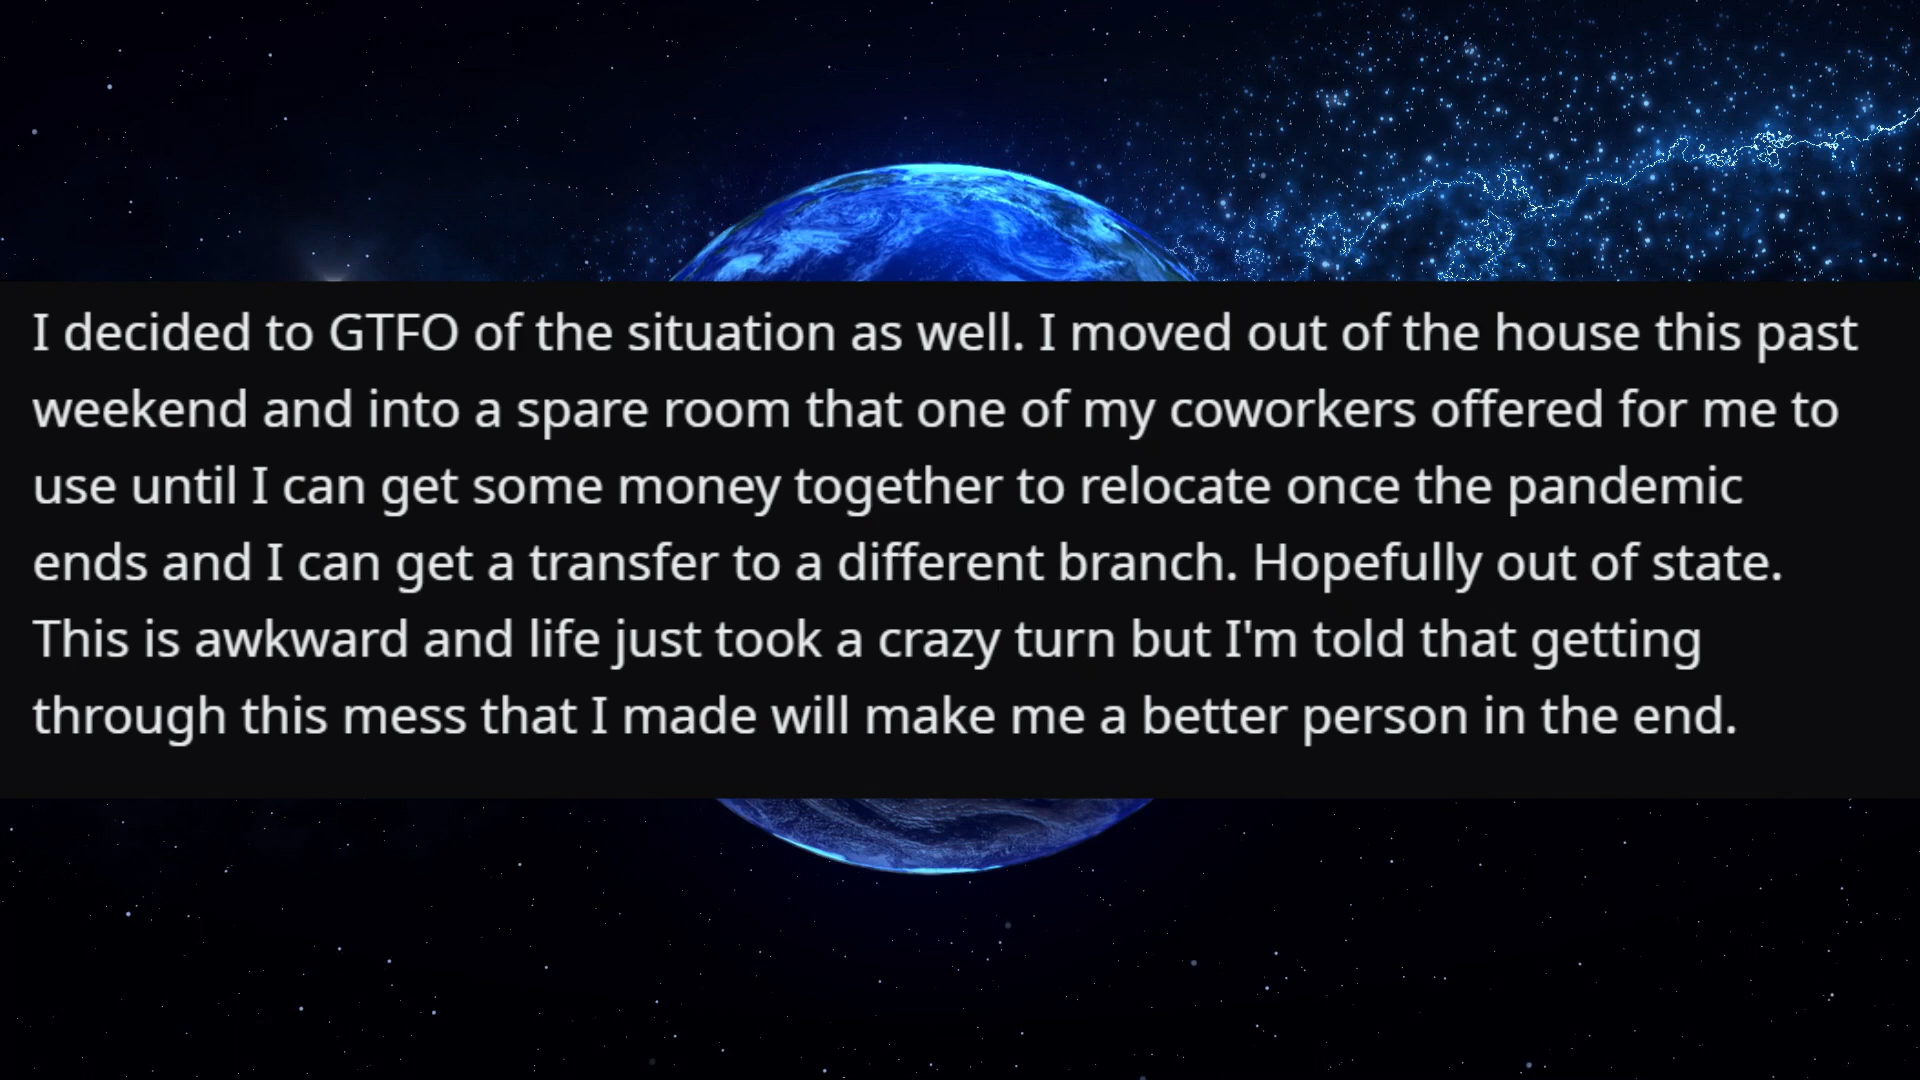 I decided to GTFO of the situation as well. I moved out of the house this past
weekend and into a spare room that one of my coworkers offered for me to
use until I can get some money together to relocate once the pandemic
ends and I can get a transfer to a different branch. Hopefully out of state.
This is awkward and life just took a crazy turn but I'm told that getting
through this mess that I made will make me a better person in the end.